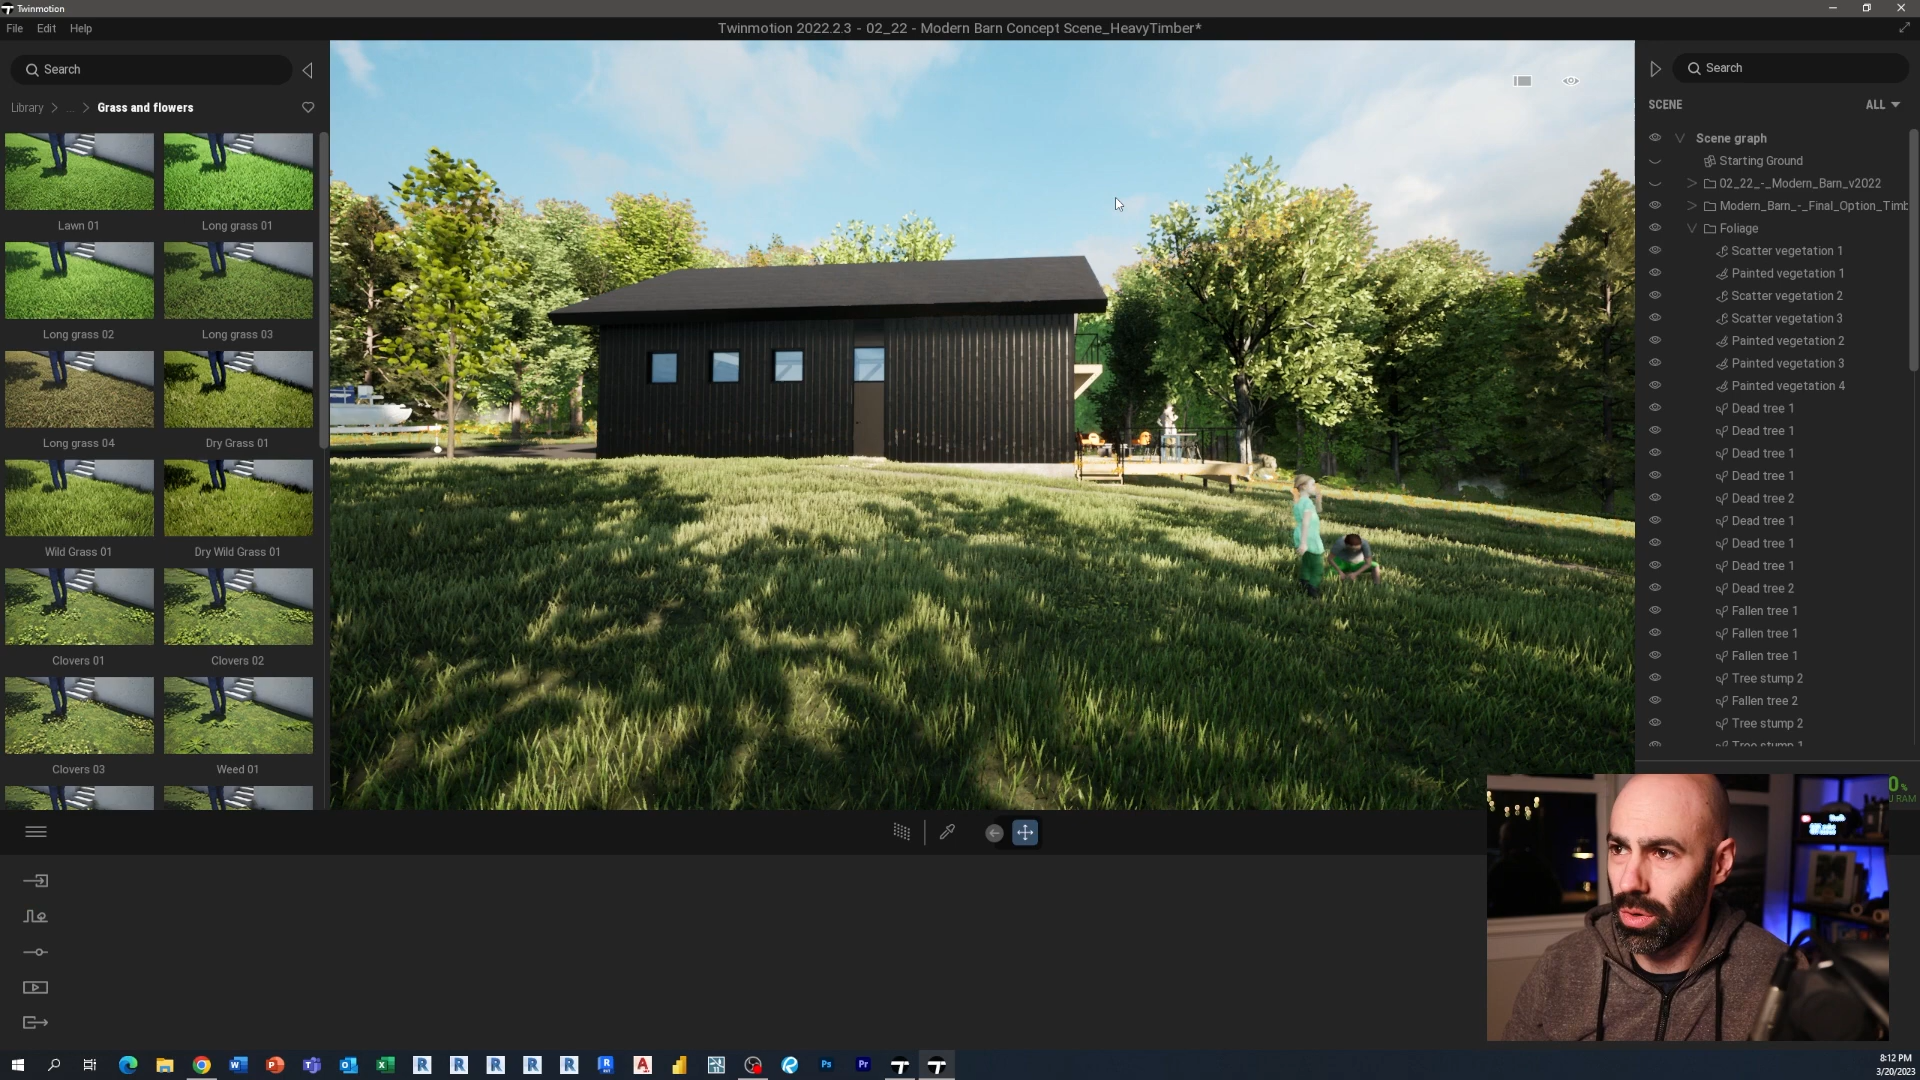 Twinmotion
File Edit Help
Twinmotion 2022.2.3 - 02_22 - Modern Barn Concept Scene_HeavyTimber*
Search
Library > ... > Grass and flowers
Lawn 01
Long grass 01
Long grass 02
Long grass 03
Long grass 04
Dry Grass 01
Wild Grass 01
Dry Wild Grass 01
Clovers 01
Clovers 02
Clovers 03
Weed 01
Search
SCENE
ALL
Scene graph
Starting Ground
02_22_-_Modern_Barn_v2022
Modern_Barn_-_Final_Option_Timb
Foliage
Scatter vegetation 1
Painted vegetation 1
Scatter vegetation 2
Scatter vegetation 3
Painted vegetation 2
Painted vegetation 3
Painted vegetation 4
Dead tree 1
Dead tree 1
Dead tree 1
Dead tree 1
Dead tree 2
Dead tree 1
Dead tree 1
Dead tree 1
Dead tree 2
Fallen tree 1
Fallen tree 1
Fallen tree 1
Tree stump 2
Fallen tree 2
Tree stump 2
Tree stump 1
0%
RAM
8:12 PM
3/20/2023